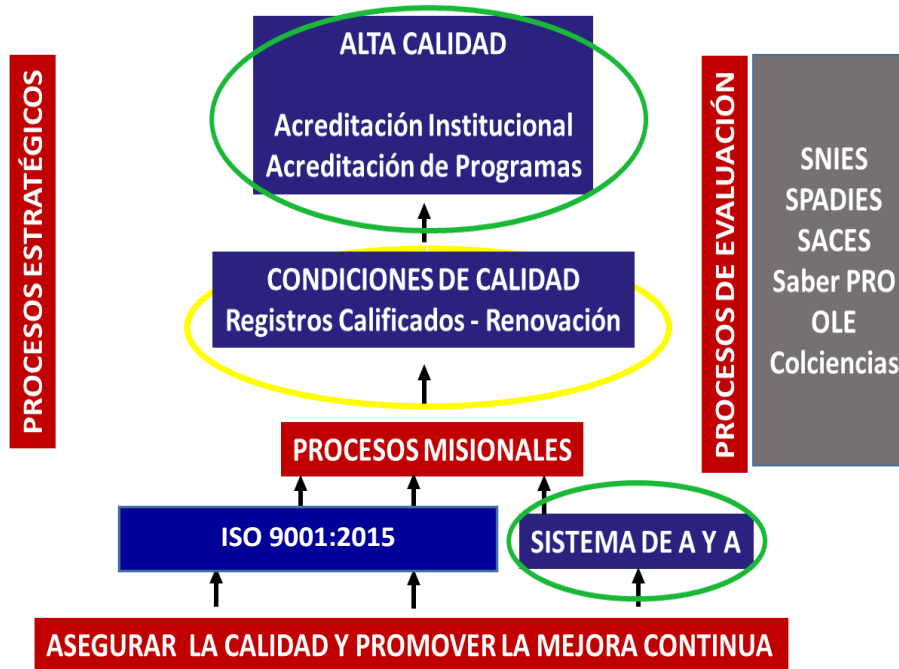 PROCESOS ESTRATÉGICOS
ALTA CALIDAD
Acreditación Institucional
Acreditación de Programas
CONDICIONES DE CALIDAD
Registros Calificados - Renovación
PROCESOS MISIONALES
ISO 9001:2015
SISTEMA DE A Y A
ASEGURAR LA CALIDAD Y PROMOVER LA MEJORA CONTINUA
PROCESOS DE EVALUACIÓN
SNIES
SPADIES
SACES
Saber PRO
OLE
Colciencias